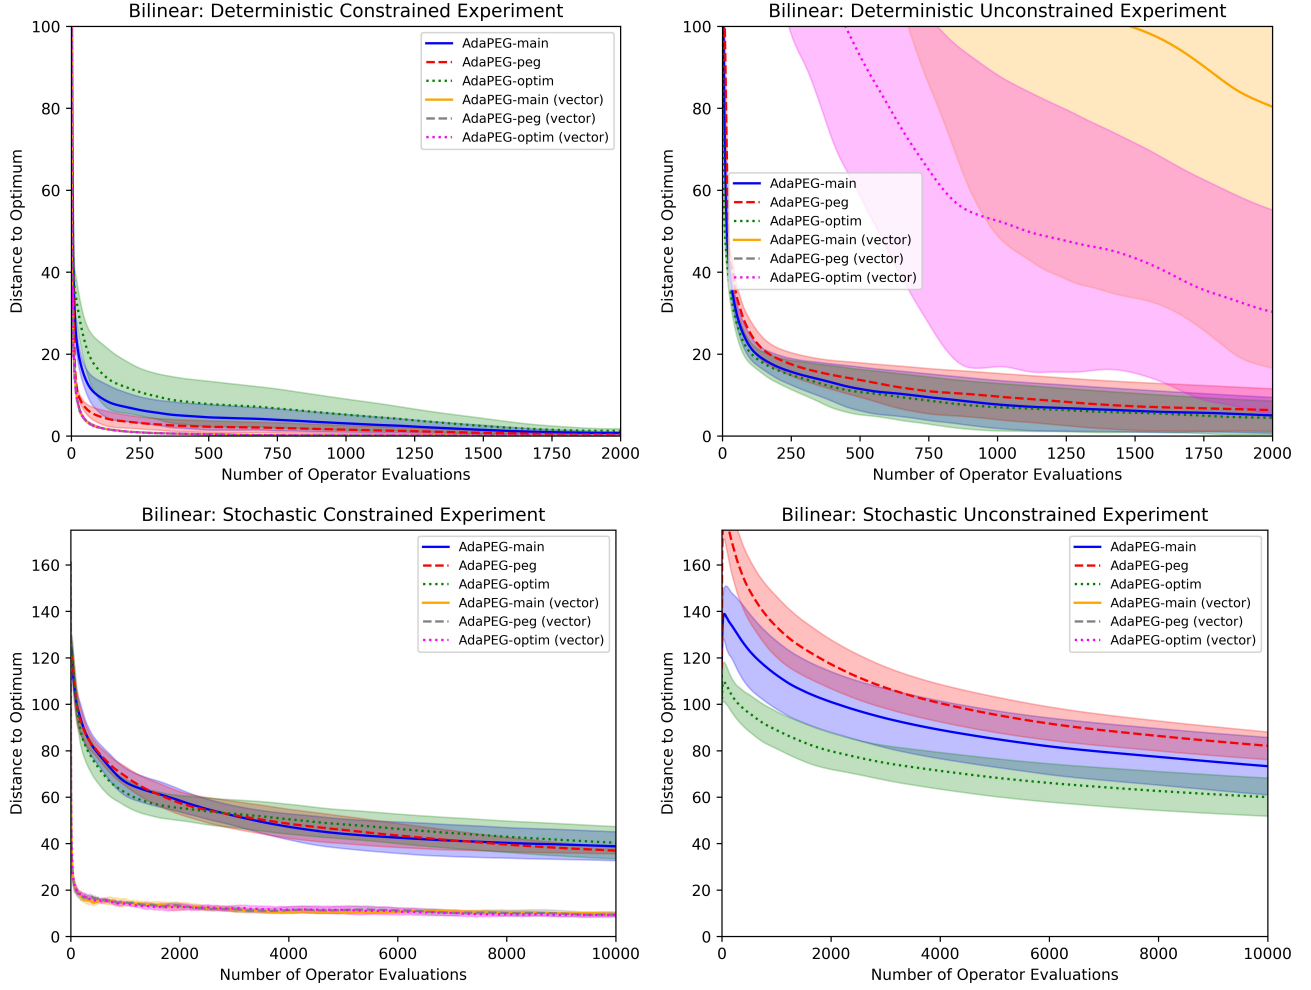 Bilinear: Deterministic Constrained Experiment
100
80
60
40
20
0
Distance to Optimum
0 250 500 750 1000 1250 1500 1750 2000
Number of Operator Evaluations
AdaPEG-main
AdaPEG-peg
AdaPEG-optim
AdaPEG-main (vector)
AdaPEG-peg (vector)
AdaPEG-optim (vector)
Bilinear: Deterministic Unconstrained Experiment
100
80
60
40
20
0
Distance to Optimum
0 250 500 750 1000 1250 1500 1750 2000
Number of Operator Evaluations
AdaPEG-main
AdaPEG-peg
AdaPEG-optim
AdaPEG-main (vector)
AdaPEG-peg (vector)
AdaPEG-optim (vector)
Bilinear: Stochastic Constrained Experiment
160
140
120
100
80
60
40
20
0
Distance to Optimum
0 2000 4000 6000 8000 10000
Number of Operator Evaluations
AdaPEG-main
AdaPEG-peg
AdaPEG-optim
AdaPEG-main (vector)
AdaPEG-peg (vector)
AdaPEG-optim (vector)
Bilinear: Stochastic Unconstrained Experiment
160
140
120
100
80
60
40
20
0
Distance to Optimum
0 2000 4000 6000 8000 10000
Number of Operator Evaluations
AdaPEG-main
AdaPEG-peg
AdaPEG-optim
AdaPEG-main (vector)
AdaPEG-peg (vector)
AdaPEG-optim (vector)